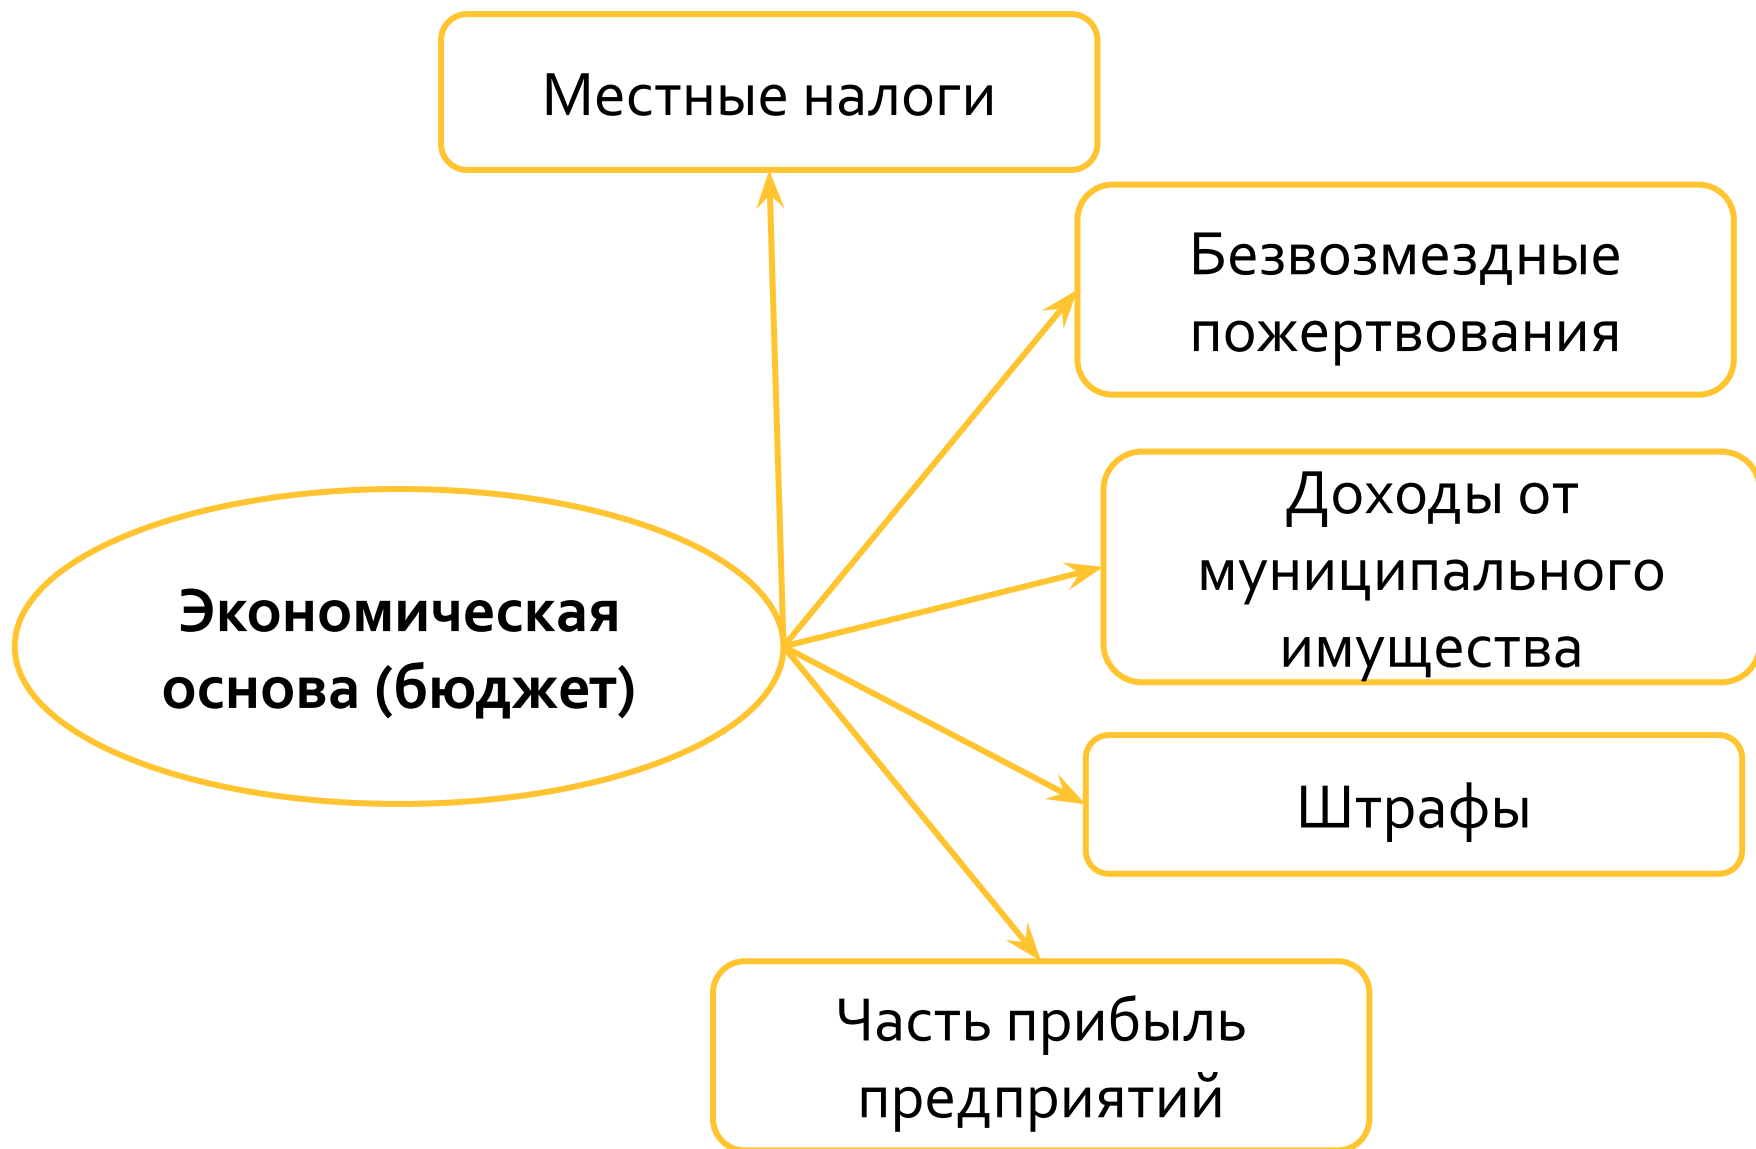 Местные налоги
Безвозмездные
пожертвования
Доходы от
муниципального
имущества
Экономическая
основа (бюджет)
Штрафы
Часть прибыль
предприятий